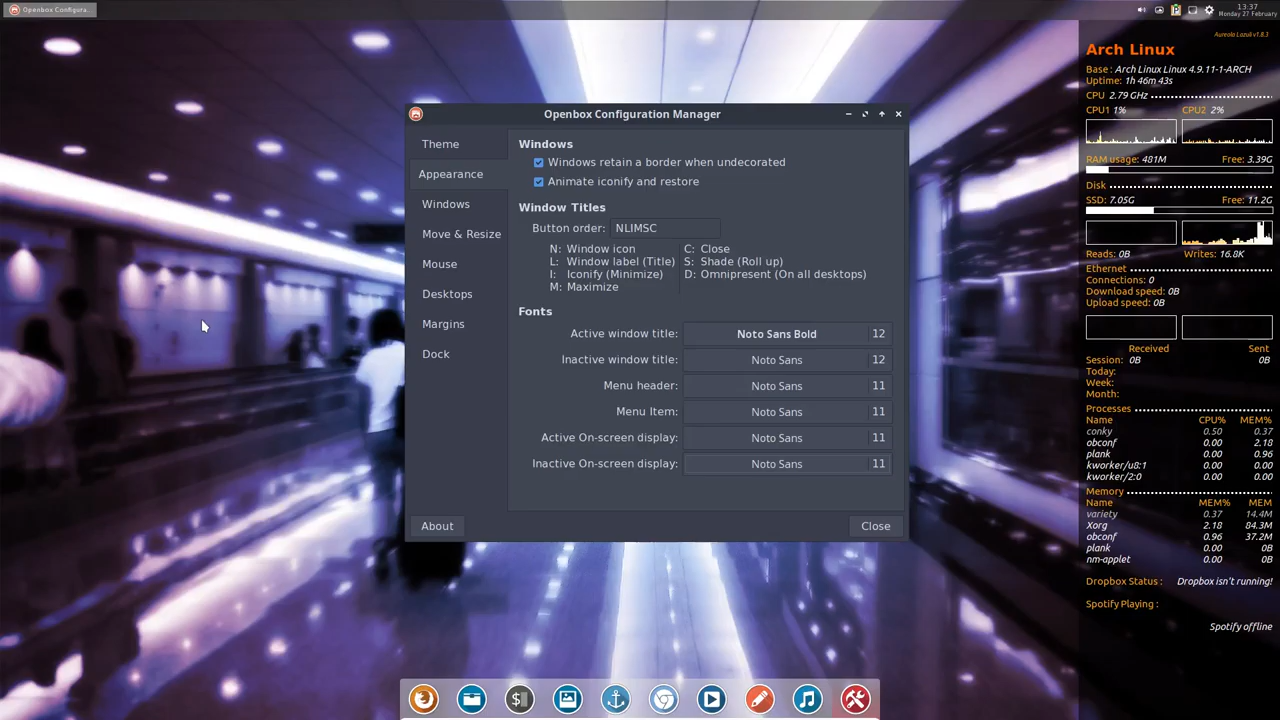 Openbox Configura...
13:37
Monday 27 February
Aureola Lazuli v1.8.3
Arch Linux
Base : Arch Linux Linux 4.9.11-1-ARCH
Uptime: 1h 46m 43s
CPU 2.79 GHz
CPU1 1% CPU2 2%
RAM usage: 481M Free: 3.39G
Disk
SSD: 7.05G Free: 11.2G
Reads: 0B Writes: 16.8K
Ethernet
Connections: 0
Download speed: 0B
Upload speed: 0B
Received Sent
Session: 0B 0B
Today:
Week:
Month:
Processes
Name CPU% MEM%
conky 0.50 0.37
obconf 0.00 2.18
plank 0.00 0.96
kworker/u8:1 0.00 0.00
kworker/2:0 0.00 0.00
Memory
Name MEM% MEM
variety 0.37 14.4M
Xorg 2.18 84.3M
obconf 0.96 37.2M
plank 0.00 0B
nm-applet 0.00 0B
Dropbox Status : Dropbox isn't running!
Spotify Playing :
Spotify offline
Openbox Configuration Manager
Theme
Appearance
Windows
Move & Resize
Mouse
Desktops
Margins
Dock
Windows
Windows retain a border when undecorated
Animate iconify and restore
Window Titles
Button order: NLIMSC
N: Window icon C: Close
L: Window label (Title) S: Shade (Roll up)
I: Iconify (Minimize) D: Omnipresent (On all desktops)
M: Maximize
Fonts
Active window title: Noto Sans Bold 12
Inactive window title: Noto Sans 12
Menu header: Noto Sans 11
Menu Item: Noto Sans 11
Active On-screen display: Noto Sans 11
Inactive On-screen display: Noto Sans 11
About Close